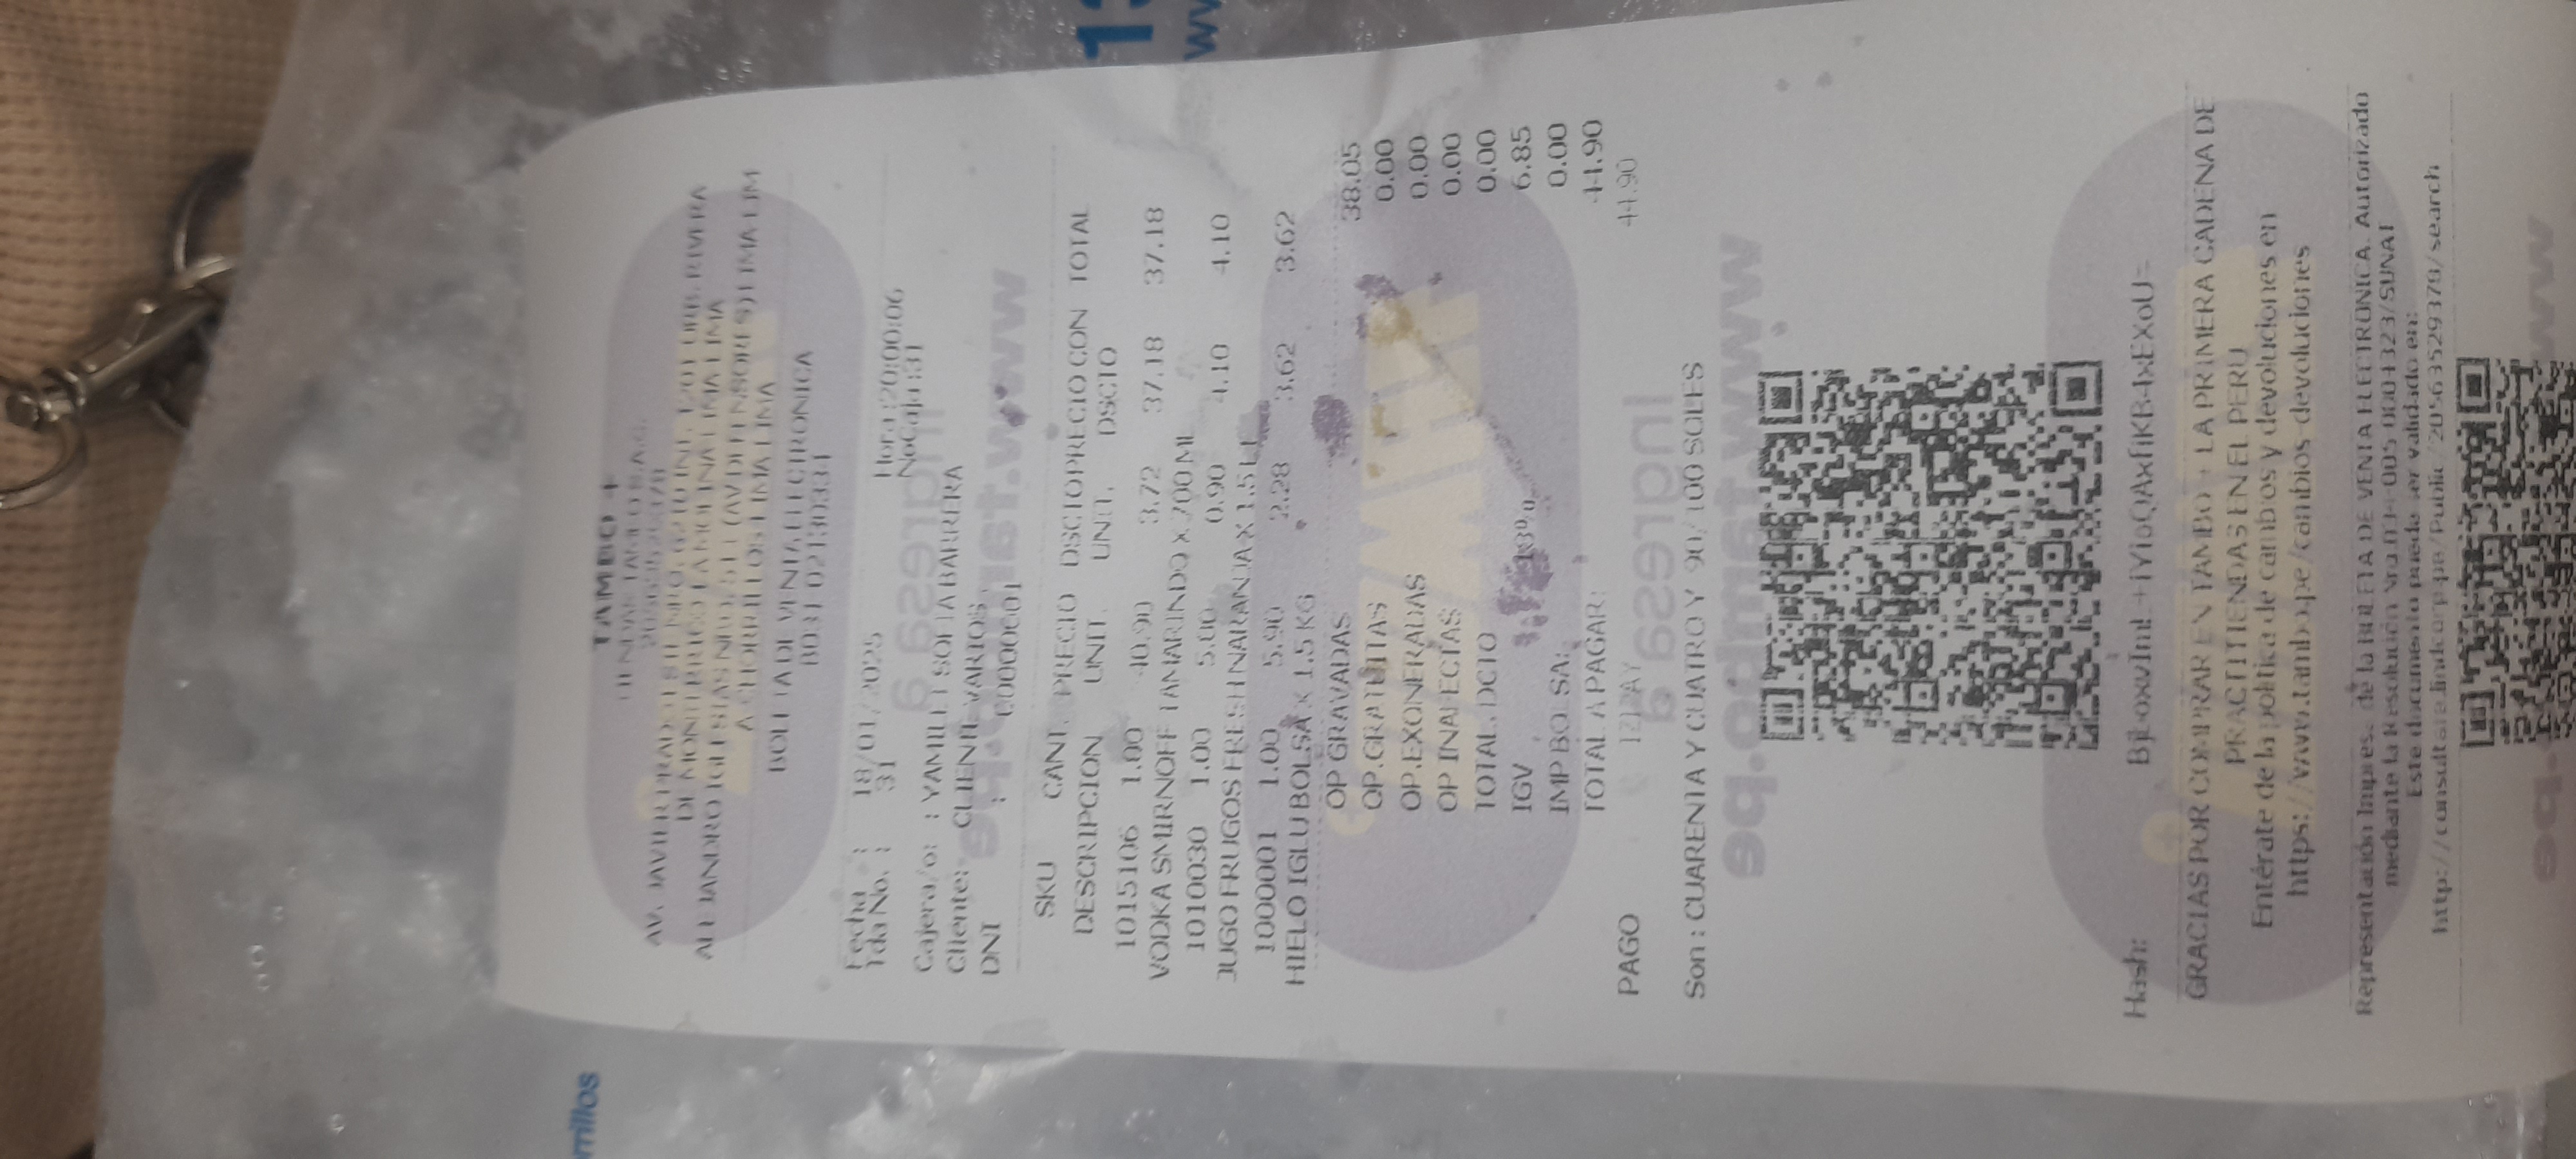 rrillos
TAMBO +
TIENDAS TAMBO S.A.C.
20563529378
AV. JAVIER PRADO ESTE NRO. 6210 INT. 1201 URB. RIVERA
DE MONTERRICO LA MOLINA LIMA LIMA
ALEJANDRO IGLESIAS NRO. 511 (AV DEFENSORES) LIMA LIM
A CHORRILLOS LIMA LIMA
BOLETA DE VENTA ELECTRONICA
B031-02130334
Fecha : 18/01/2025 Hora :20:00:06
Tda No. : 31 NoCaja :31
Cajera/o: : YAMILET SOFIA BARRERA
Cliente: CLIENTE VARIOS .
DNI : 00000001
SKU CANT. PRECIO DSCTO PRECIO CON TOTAL
DESCRIPCION UNIT. UNIT. DSCTO
1015106 1.00 40.90 3.72 37.18 37.18
VODKA SMIRNOFF TAMARINDO X 700 ML
1010030 1.00 5.00 0.90 4.10 4.10
JUGO FRUGOS FRESH NARANJA X 1.5 LT
1000001 1.00 5.90 2.28 3.62 3.62
HIELO IGLU BOLSA X 1.5 KG
OP GRAVADAS 38.05
OP.GRATUITAS 0.00
OP.EXONERADAS 0.00
OP INAFECTAS 0.00
TOTAL. DCTO 0.00
IGV 18% 6.85
IMP BOLSA: 0.00
TOTAL A PAGAR: 44.90
PAGO IZIPAY 44.90
Ingresa a
Son : CUARENTA Y CUATRO Y 90/100 SOLES
www.tambo.pe
Hash:
GRACIAS POR COMPRAR EN TAMBO + LA PRIMERA CADENA DE
PRACTITIENDAS EN EL PERU
Entérate de la politica de cambios y devoluciones en
https://www.tambo.pe/cambios-devoluciones
Representación Impresa de la BOLETA DE VENTA ELECTRONICA. Autorizado
mediante la Resolución Nro.034-005-0004323/SUNAT
Este documento puede ser validado en:
http://consultare.lindcorp.pe/Public/20563529378/search